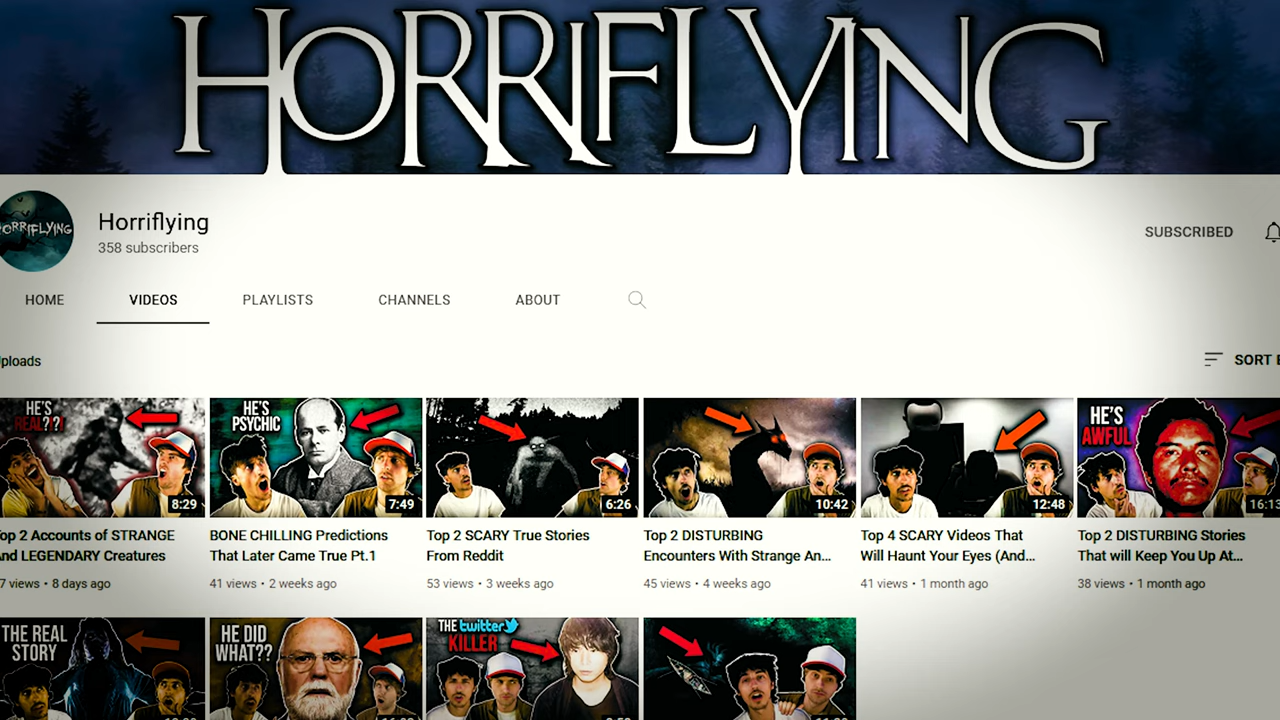 HORRIFLYING
HORRIFLYING
Horriflying
358 subscribers
SUBSCRIBED
HOME
VIDEOS
PLAYLISTS
CHANNELS
ABOUT
ploads
SORT
HE'S
REAL?!?!
8:29
HE'S
PSYCHIC
7:49
6:26
10:42
12:48
HE'S
AWFUL
16:13
op 2 Accounts of STRANGE
nd LEGENDARY Creatures
7 views • 8 days ago
BONE CHILLING Predictions
That Later Came True Pt.1
41 views • 2 weeks ago
Top 2 SCARY True Stories
From Reddit
53 views • 3 weeks ago
Top 2 DISTURBING
Encounters With Strange An...
45 views • 4 weeks ago
Top 4 SCARY Videos That
Will Haunt Your Eyes (And...
41 views • 1 month ago
Top 2 DISTURBING Stories
That will Keep You Up At...
38 views • 1 month ago
THE REAL
STORY
HE DID
WHAT??
THE twitter
KILLER